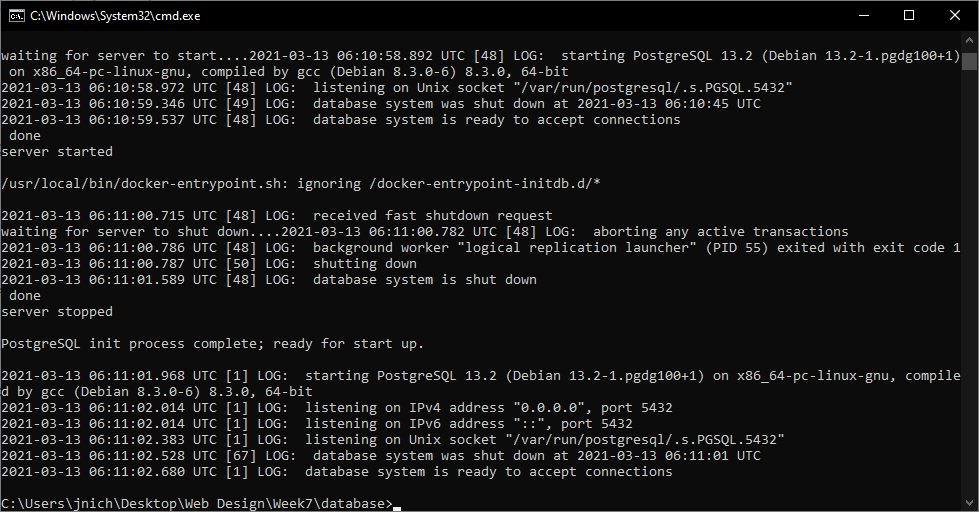 C:\Windows\System32\cmd.exe
waiting for server to start....2021-03-13 06:10:58.892 UTC [48] LOG:  starting PostgreSQL 13.2 (Debian 13.2-1.pgdg100+1)
 on x86_64-pc-linux-gnu, compiled by gcc (Debian 8.3.0-6) 8.3.0, 64-bit
2021-03-13 06:10:58.972 UTC [48] LOG:  listening on Unix socket "/var/run/postgresql/.s.PGSQL.5432"
2021-03-13 06:10:59.346 UTC [49] LOG:  database system was shut down at 2021-03-13 06:10:45 UTC
2021-03-13 06:10:59.537 UTC [48] LOG:  database system is ready to accept connections
 done
server started
/usr/local/bin/docker-entrypoint.sh: ignoring /docker-entrypoint-initdb.d/*
2021-03-13 06:11:00.715 UTC [48] LOG:  received fast shutdown request
waiting for server to shut down....2021-03-13 06:11:00.782 UTC [48] LOG:  aborting any active transactions
2021-03-13 06:11:00.786 UTC [48] LOG:  background worker "logical replication launcher" (PID 55) exited with exit code 1
2021-03-13 06:11:00.787 UTC [50] LOG:  shutting down
2021-03-13 06:11:01.589 UTC [48] LOG:  database system is shut down
 done
server stopped
PostgreSQL init process complete; ready for start up.
2021-03-13 06:11:01.968 UTC [1] LOG:  starting PostgreSQL 13.2 (Debian 13.2-1.pgdg100+1) on x86_64-pc-linux-gnu, compile
d by gcc (Debian 8.3.0-6) 8.3.0, 64-bit
2021-03-13 06:11:02.014 UTC [1] LOG:  listening on IPv4 address "0.0.0.0", port 5432
2021-03-13 06:11:02.014 UTC [1] LOG:  listening on IPv6 address "::", port 5432
2021-03-13 06:11:02.383 UTC [1] LOG:  listening on Unix socket "/var/run/postgresql/.s.PGSQL.5432"
2021-03-13 06:11:02.528 UTC [67] LOG:  database system was shut down at 2021-03-13 06:11:01 UTC
2021-03-13 06:11:02.680 UTC [1] LOG:  database system is ready to accept connections
C:\Users\jnich\Desktop\Web Design\Week7\database>